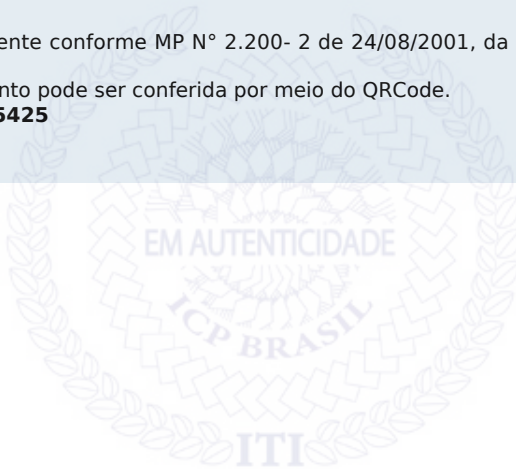 ente conforme MP N° 2.200- 2 de 24/08/2001, da
nto pode ser conferida por meio do QRCode.
5425
EM AUTENTICIDADE
ICP BRASIL
ITI